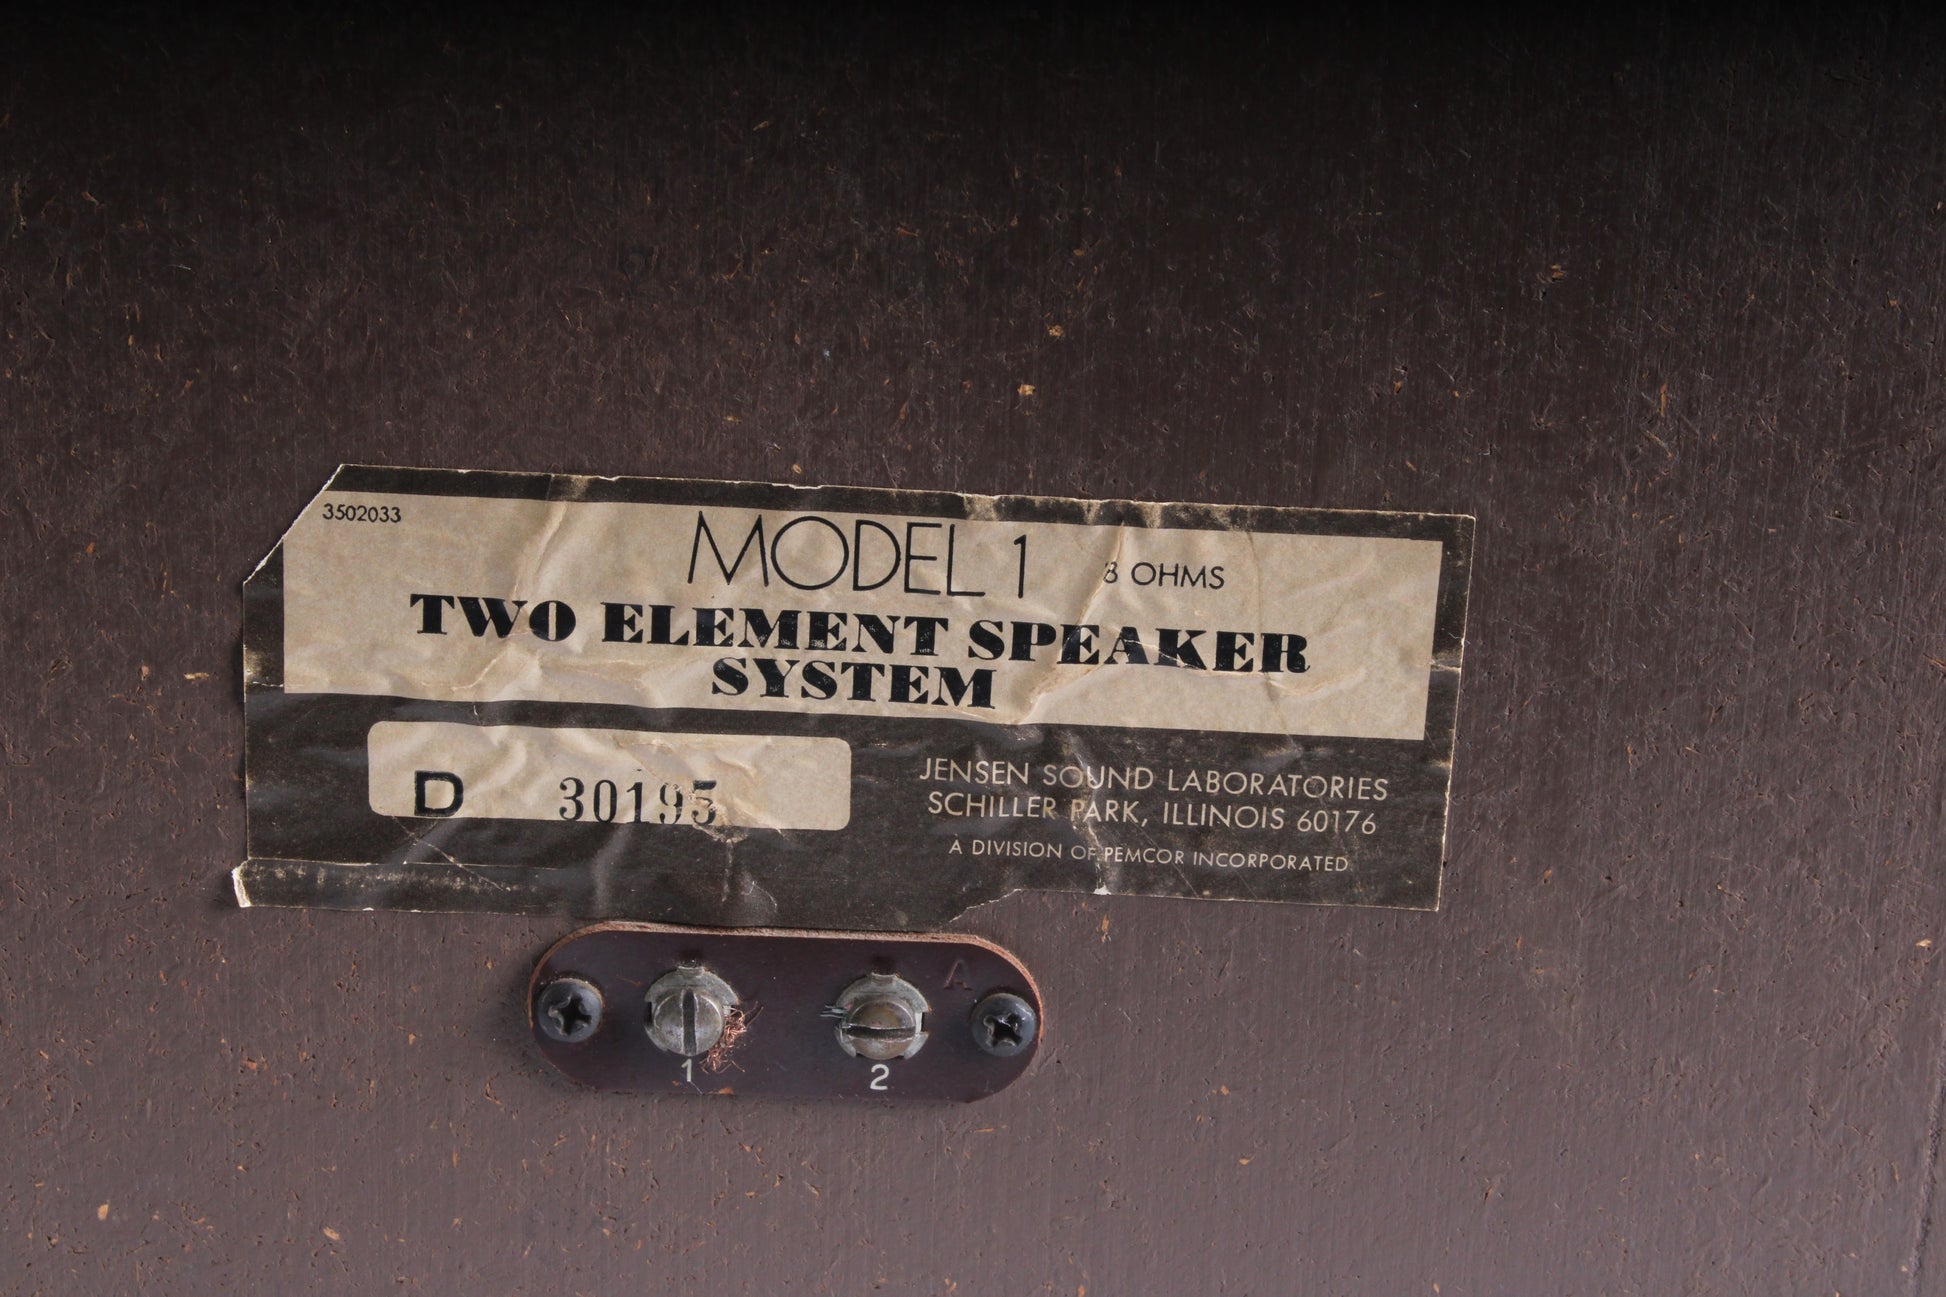 3502033
MODEL 1 8 OHMS
TWO ELEMENT SPEAKER
SYSTEM
D 30195
JENSEN SOUND LABORATORIES
SCHILLER PARK, ILLINOIS 60176
A DIVISION OF PEMCOR INCORPORATED
A
1 2